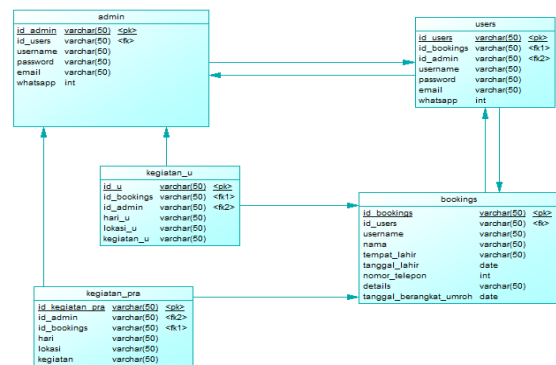 admin
id_admin varchar(50) <pk>
id_users varchar(50) <fk>
username varchar(50)
password varchar(50)
email varchar(50)
whatsapp int
users
id_users varchar(50) <pk>
id_bookings varchar(50) <fk1>
id_admin varchar(50) <fk2>
username varchar(50)
password varchar(50)
email varchar(50)
whatsapp int
kegiatan_u
id_u varchar(50) <pk>
id_bookings varchar(50) <fk1>
id_admin varchar(50) <fk2>
hari_u varchar(50)
lokasi_u varchar(50)
kegiatan_u varchar(50)
bookings
id_bookings varchar(50) <pk>
id_users varchar(50) <fk>
username varchar(50)
nama varchar(50)
tempat_lahir varchar(50)
tanggal_lahir date
nomor_telepon int
details varchar(50)
tanggal_berangkat_umroh date
kegiatan_pra
id_kegiatan_pra varchar(50) <pk>
id_admin varchar(50) <fk2>
id_bookings varchar(50) <fk1>
hari varchar(50)
lokasi varchar(50)
kegiatan varchar(50)